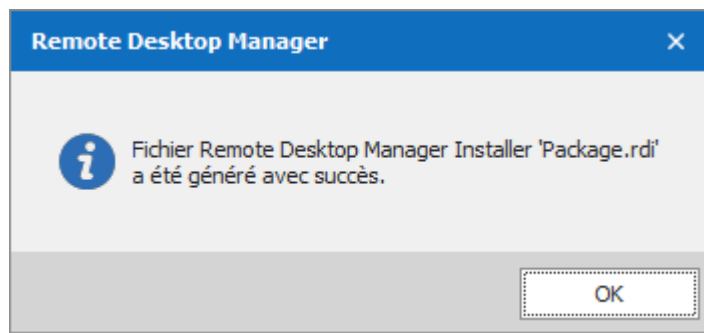 Remote Desktop Manager
Fichier Remote Desktop Manager Installer 'Package.rdi'
a été généré avec succès.
OK